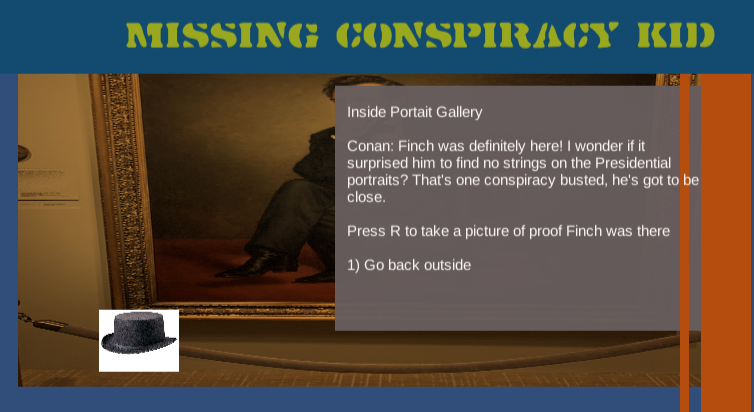 MISSING CONSPIRACY KID
Inside Portait Gallery
Conan: Finch was definitely here! I wonder if it
surprised him to find no strings on the Presidential
portraits? That's one conspiracy busted, he's got to be
close.
Press R to take a picture of proof Finch was there
1) Go back outside